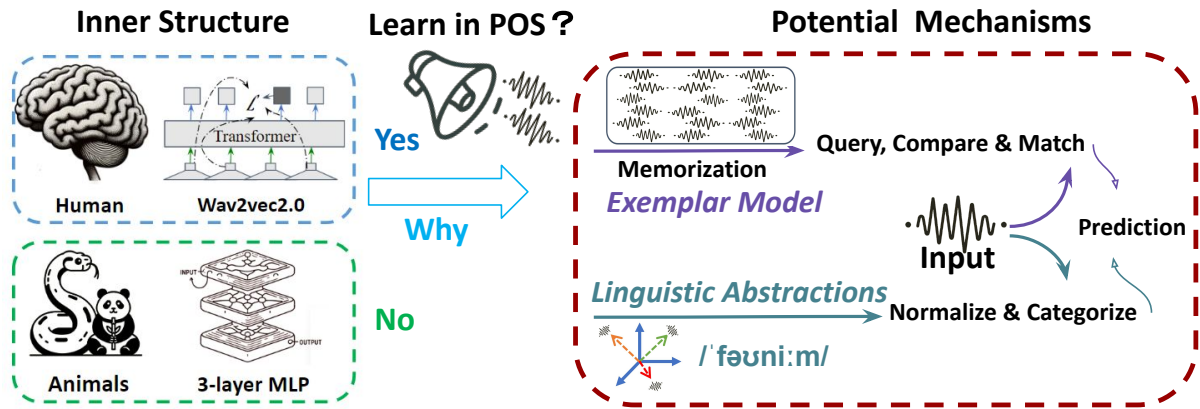 Inner Structure
Learn in POS ?
Potential Mechanisms
Transformer
ℒ
Human
Wav2vec2.0
Yes
Why
No
INPUT
OUTPUT
Animals
3-layer MLP
Memorization
Exemplar Model
Query, Compare & Match
Input
Prediction
Linguistic Abstractions
Normalize & Categorize
/ˈfəʊniːm/